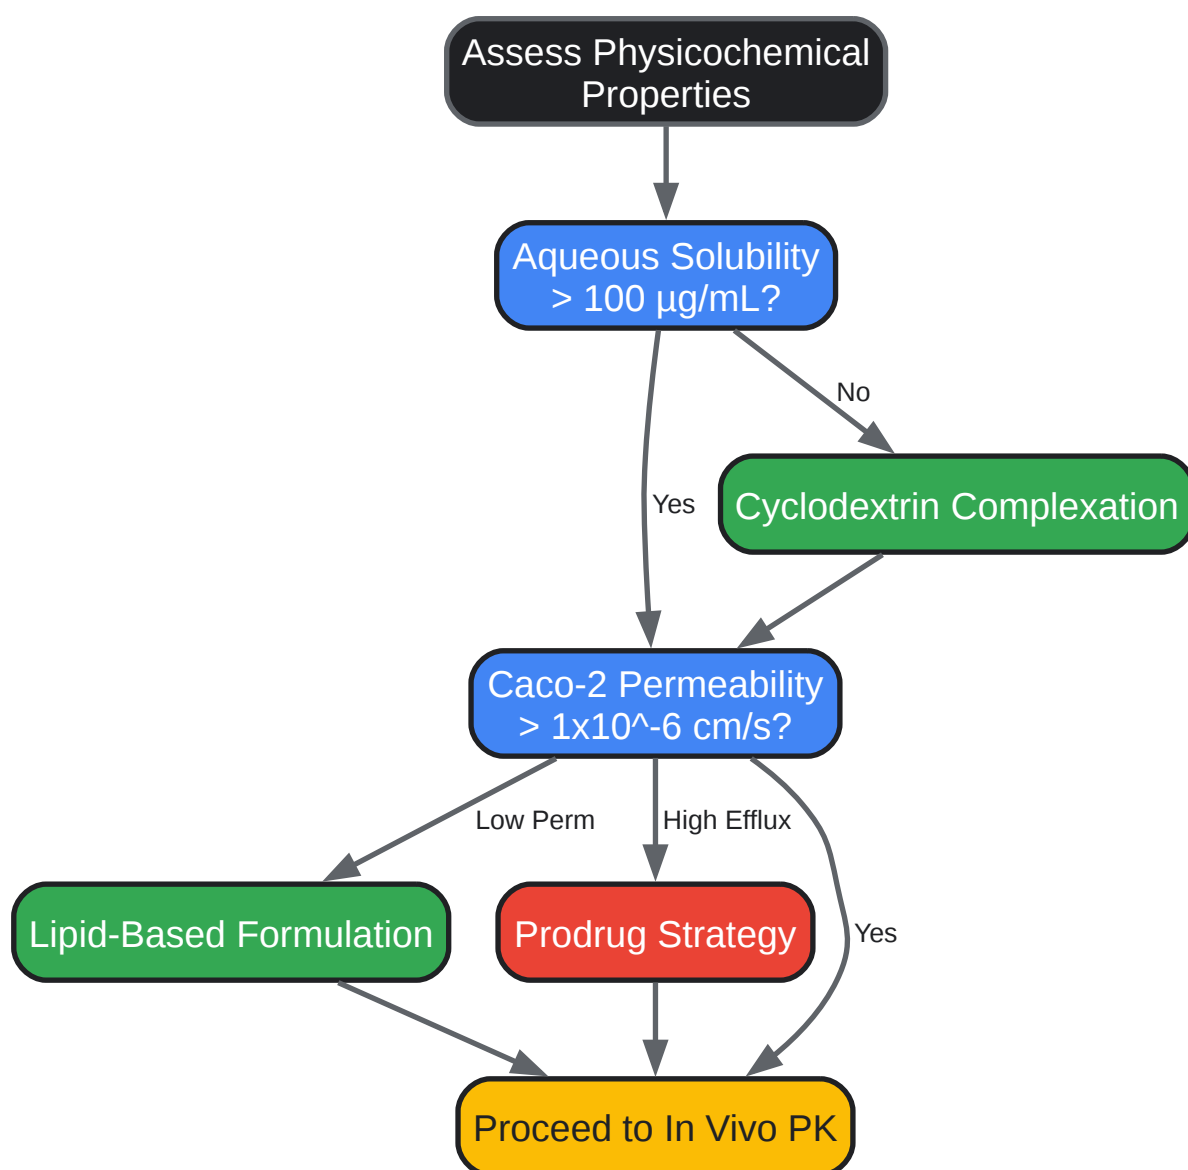 Assess Physicochemical
Properties
Aqueous Solubility
> 100 µg/mL?
No
Yes
Cyclodextrin Complexation
Caco-2 Permeability
> 1x10^-6 cm/s?
Low Perm
High Efflux
Lipid-Based Formulation
Prodrug Strategy
Yes
Proceed to In Vivo PK